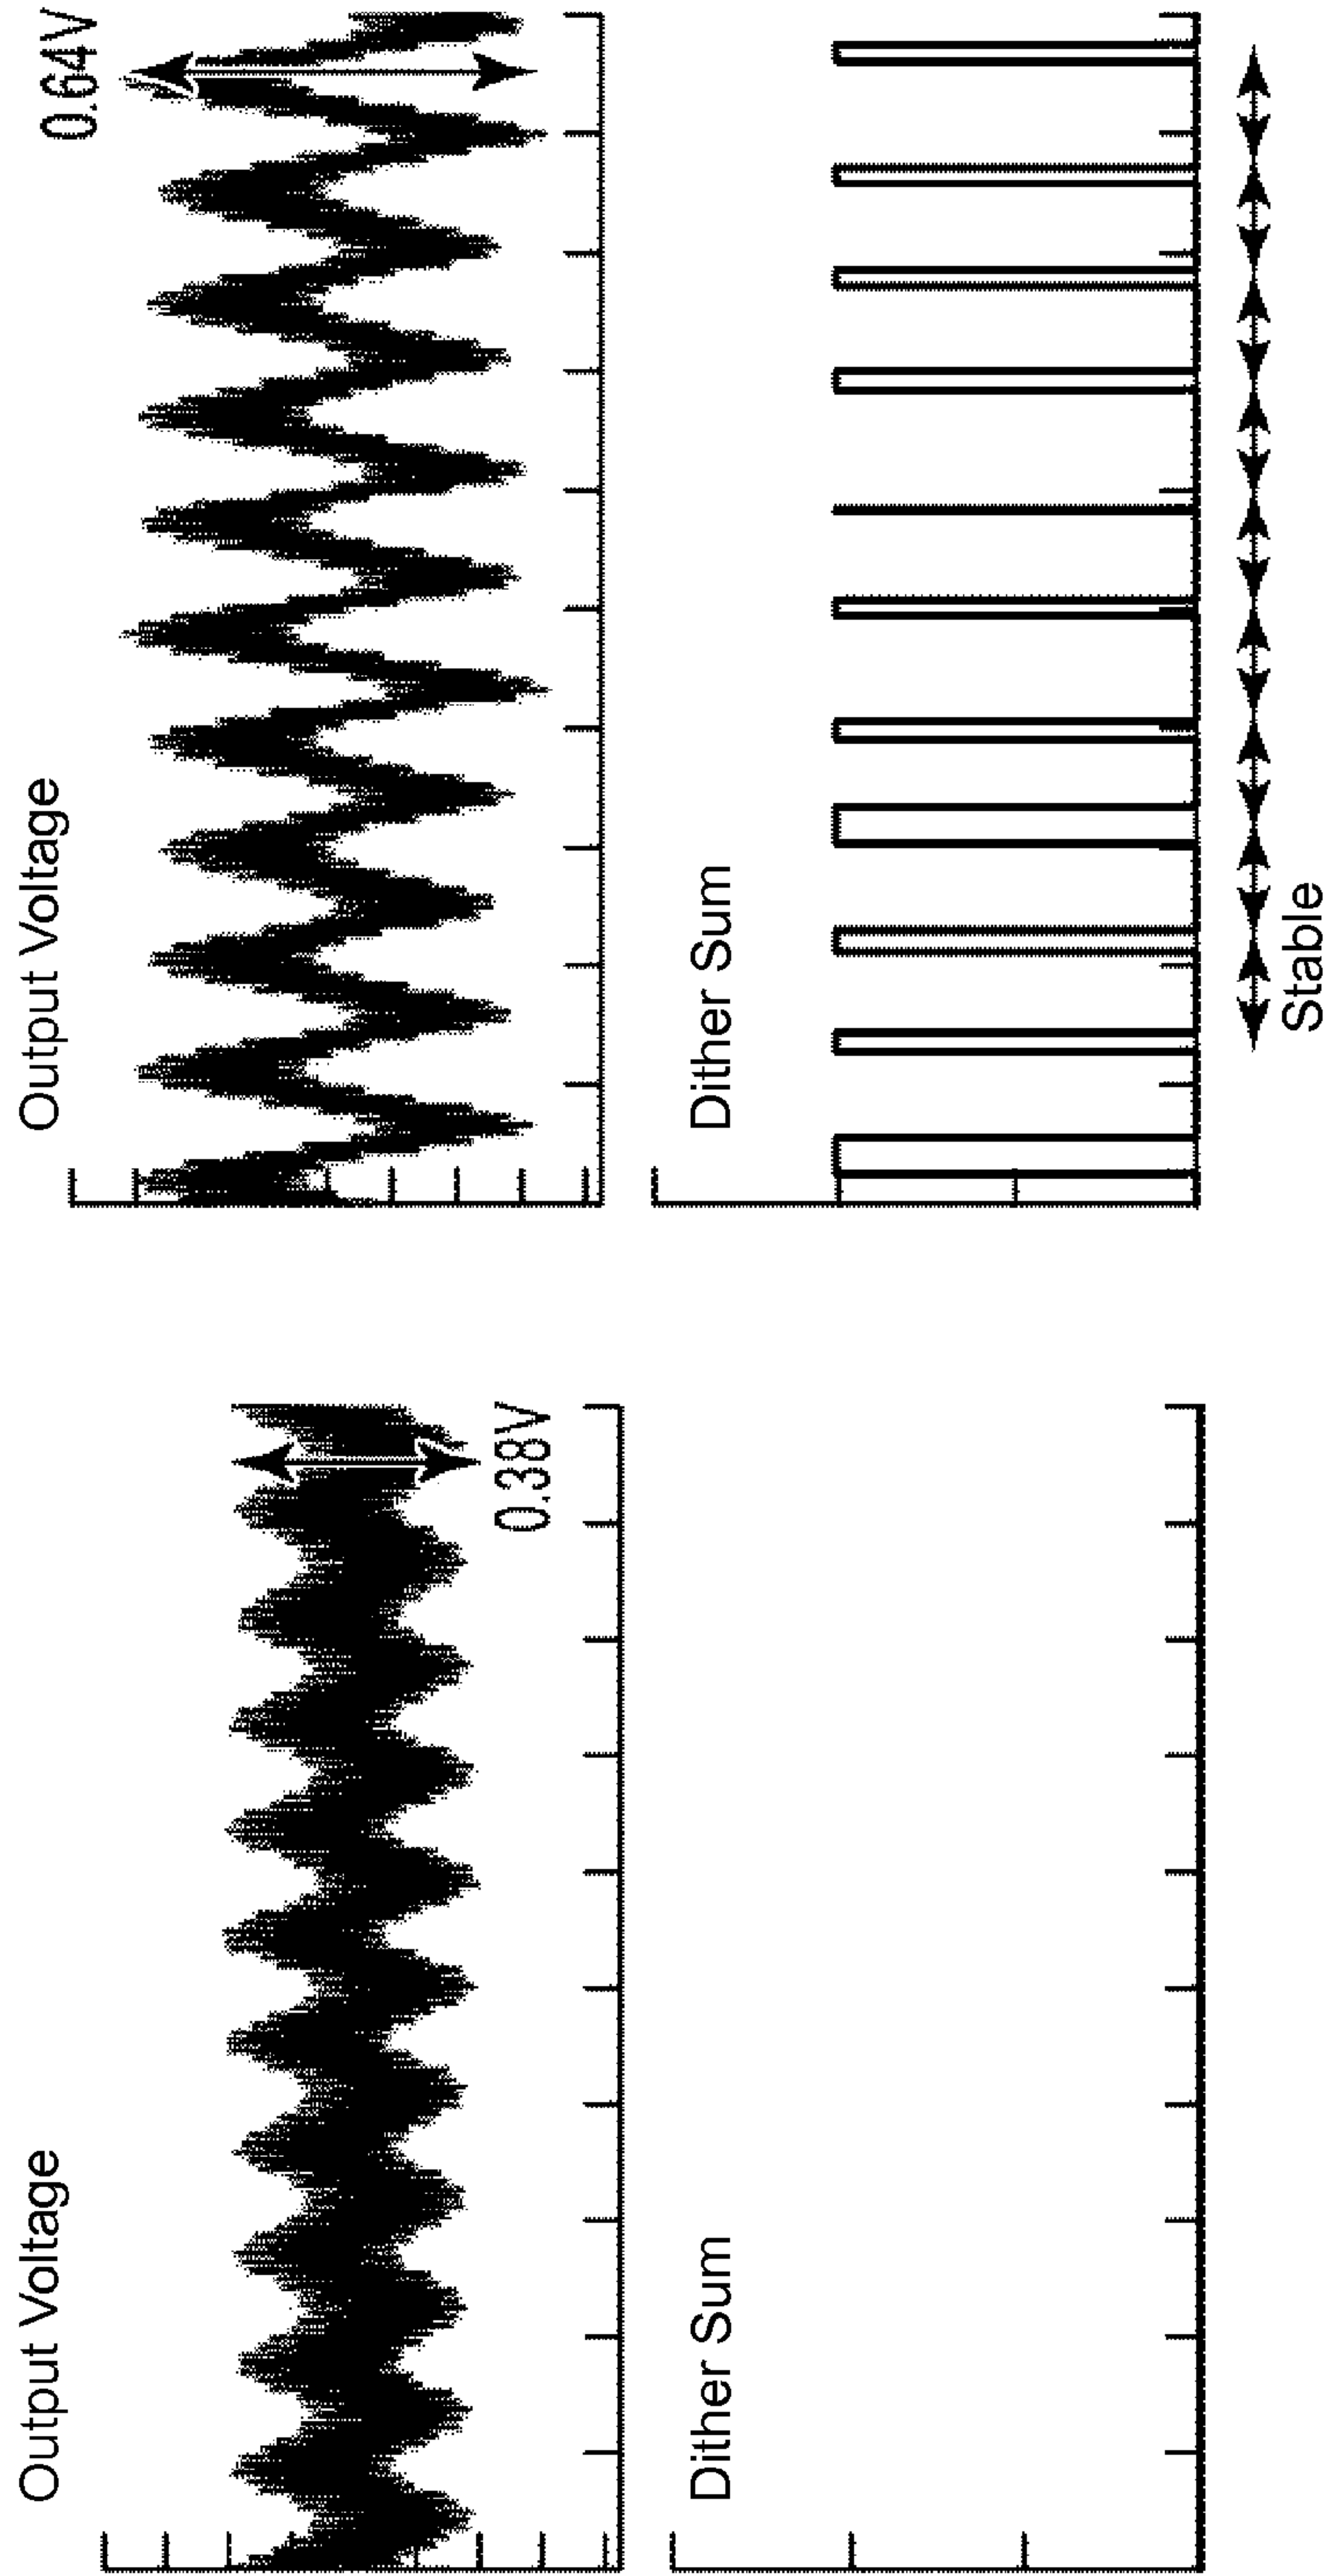 Output Voltage
0.38V
Dither Sum
Output Voltage
0.64V
Dither Sum
Stable